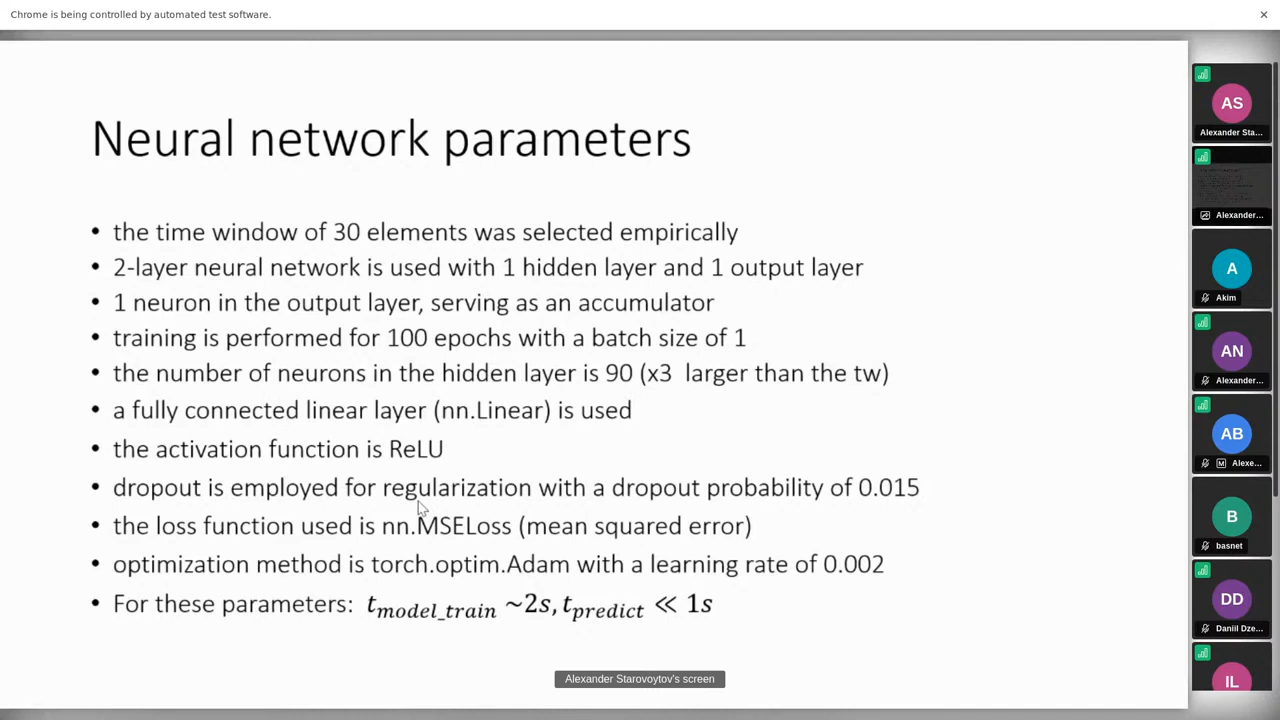 Chrome is being controlled by automated test software.
Neural network parameters
• the time window of 30 elements was selected empirically
• 2-layer neural network is used with 1 hidden layer and 1 output layer
• 1 neuron in the output layer, serving as an accumulator
• training is performed for 100 epochs with a batch size of 1
• the number of neurons in the hidden layer is 90 (x3 larger than the tw)
• a fully connected linear layer (nn.Linear) is used
• the activation function is ReLU
• dropout is employed for regularization with a dropout probability of 0.015
• the loss function used is nn.MSELoss (mean squared error)
• optimization method is torch.optim.Adam with a learning rate of 0.002
• For these parameters: t_model_train ~2s, t_predict ≪ 1s
Alexander Starovoytov's screen
AS
Alexander Sta...
Alexander...
A
Akim
AN
Alexander...
AB
M Alexe...
B
basnet
DD
Daniil Dze...
IL